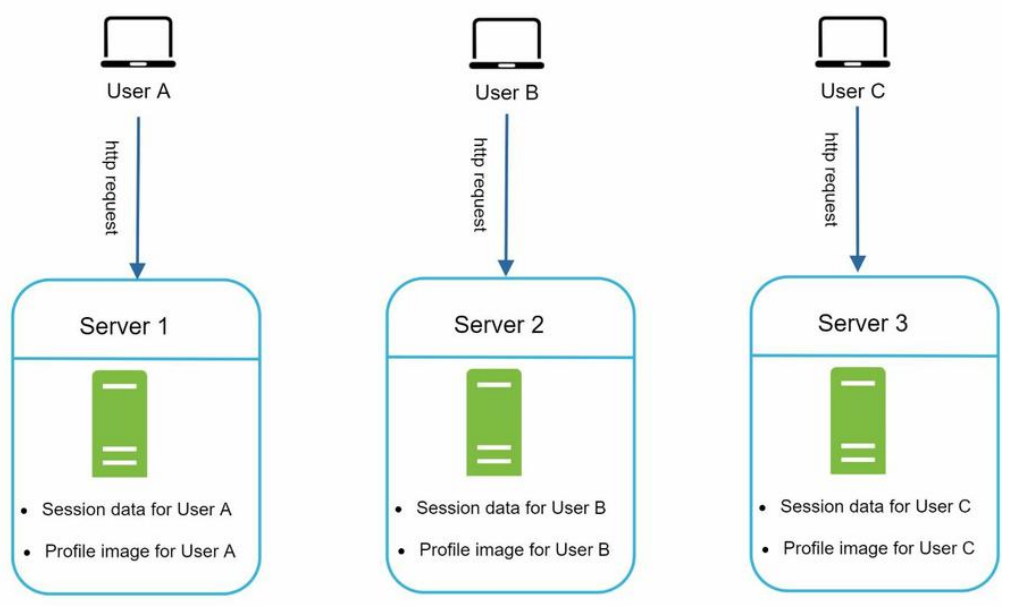 User A
User B
User C
http request
http request
http request
Server 1
Server 2
Server 3
• Session data for User A
• Profile image for User A
• Session data for User B
• Profile image for User B
• Session data for User C
• Profile image for User C